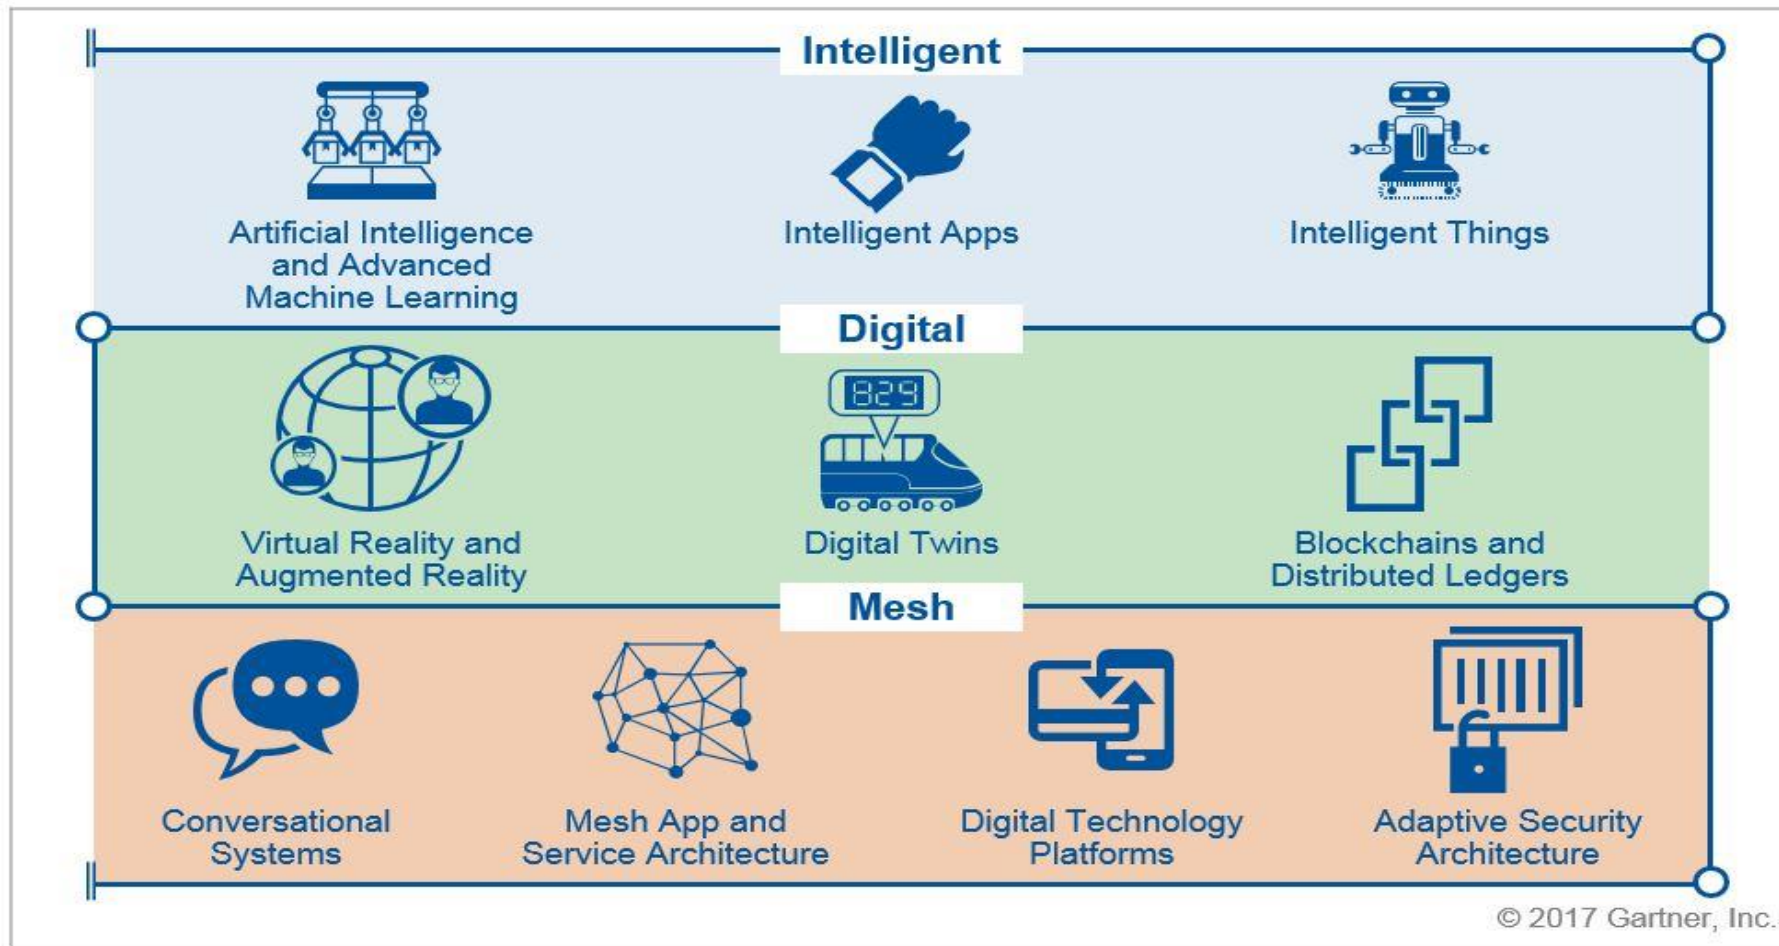 Intelligent
Artificial Intelligence
and Advanced
Machine Learning
Intelligent Apps
Intelligent Things
Digital
829
Virtual Reality and
Augmented Reality
Digital Twins
Blockchains and
Distributed Ledgers
Mesh
Conversational
Systems
Mesh App and
Service Architecture
Digital Technology
Platforms
Adaptive Security
Architecture
© 2017 Gartner, Inc.